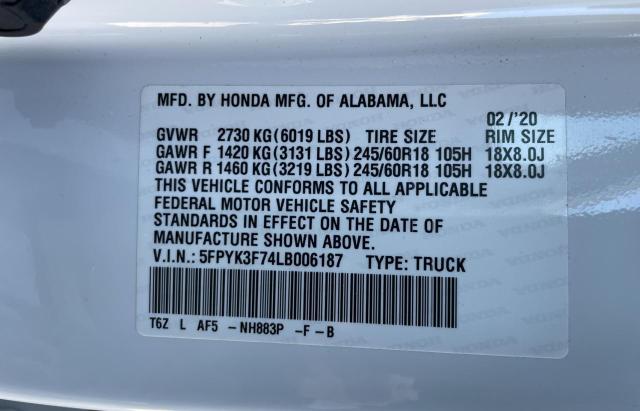 MFD. BY HONDA MFG. OF ALABAMA, LLC
02 /'20
GVWR 2730 KG(6019 LBS) TIRE SIZE RIM SIZE
GAWR F 1420 KG(3131 LBS)245/60R18 105H 18X8.0J
GAWR R 1460 KG(3219 LBS)245/60R18 105H 18X8.0J
THIS VEHICLE CONFORMS TO ALL APPLICABLE
FEDERAL MOTOR VEHICLE SAFETY
STANDARDS IN EFFECT ON THE DATE OF
MANUFACTURE SHOWN ABOVE.
V.I.N.: 5FPYK3F74LB006187 TYPE: TRUCK
T6Z L AF5 -NH883P -F-B